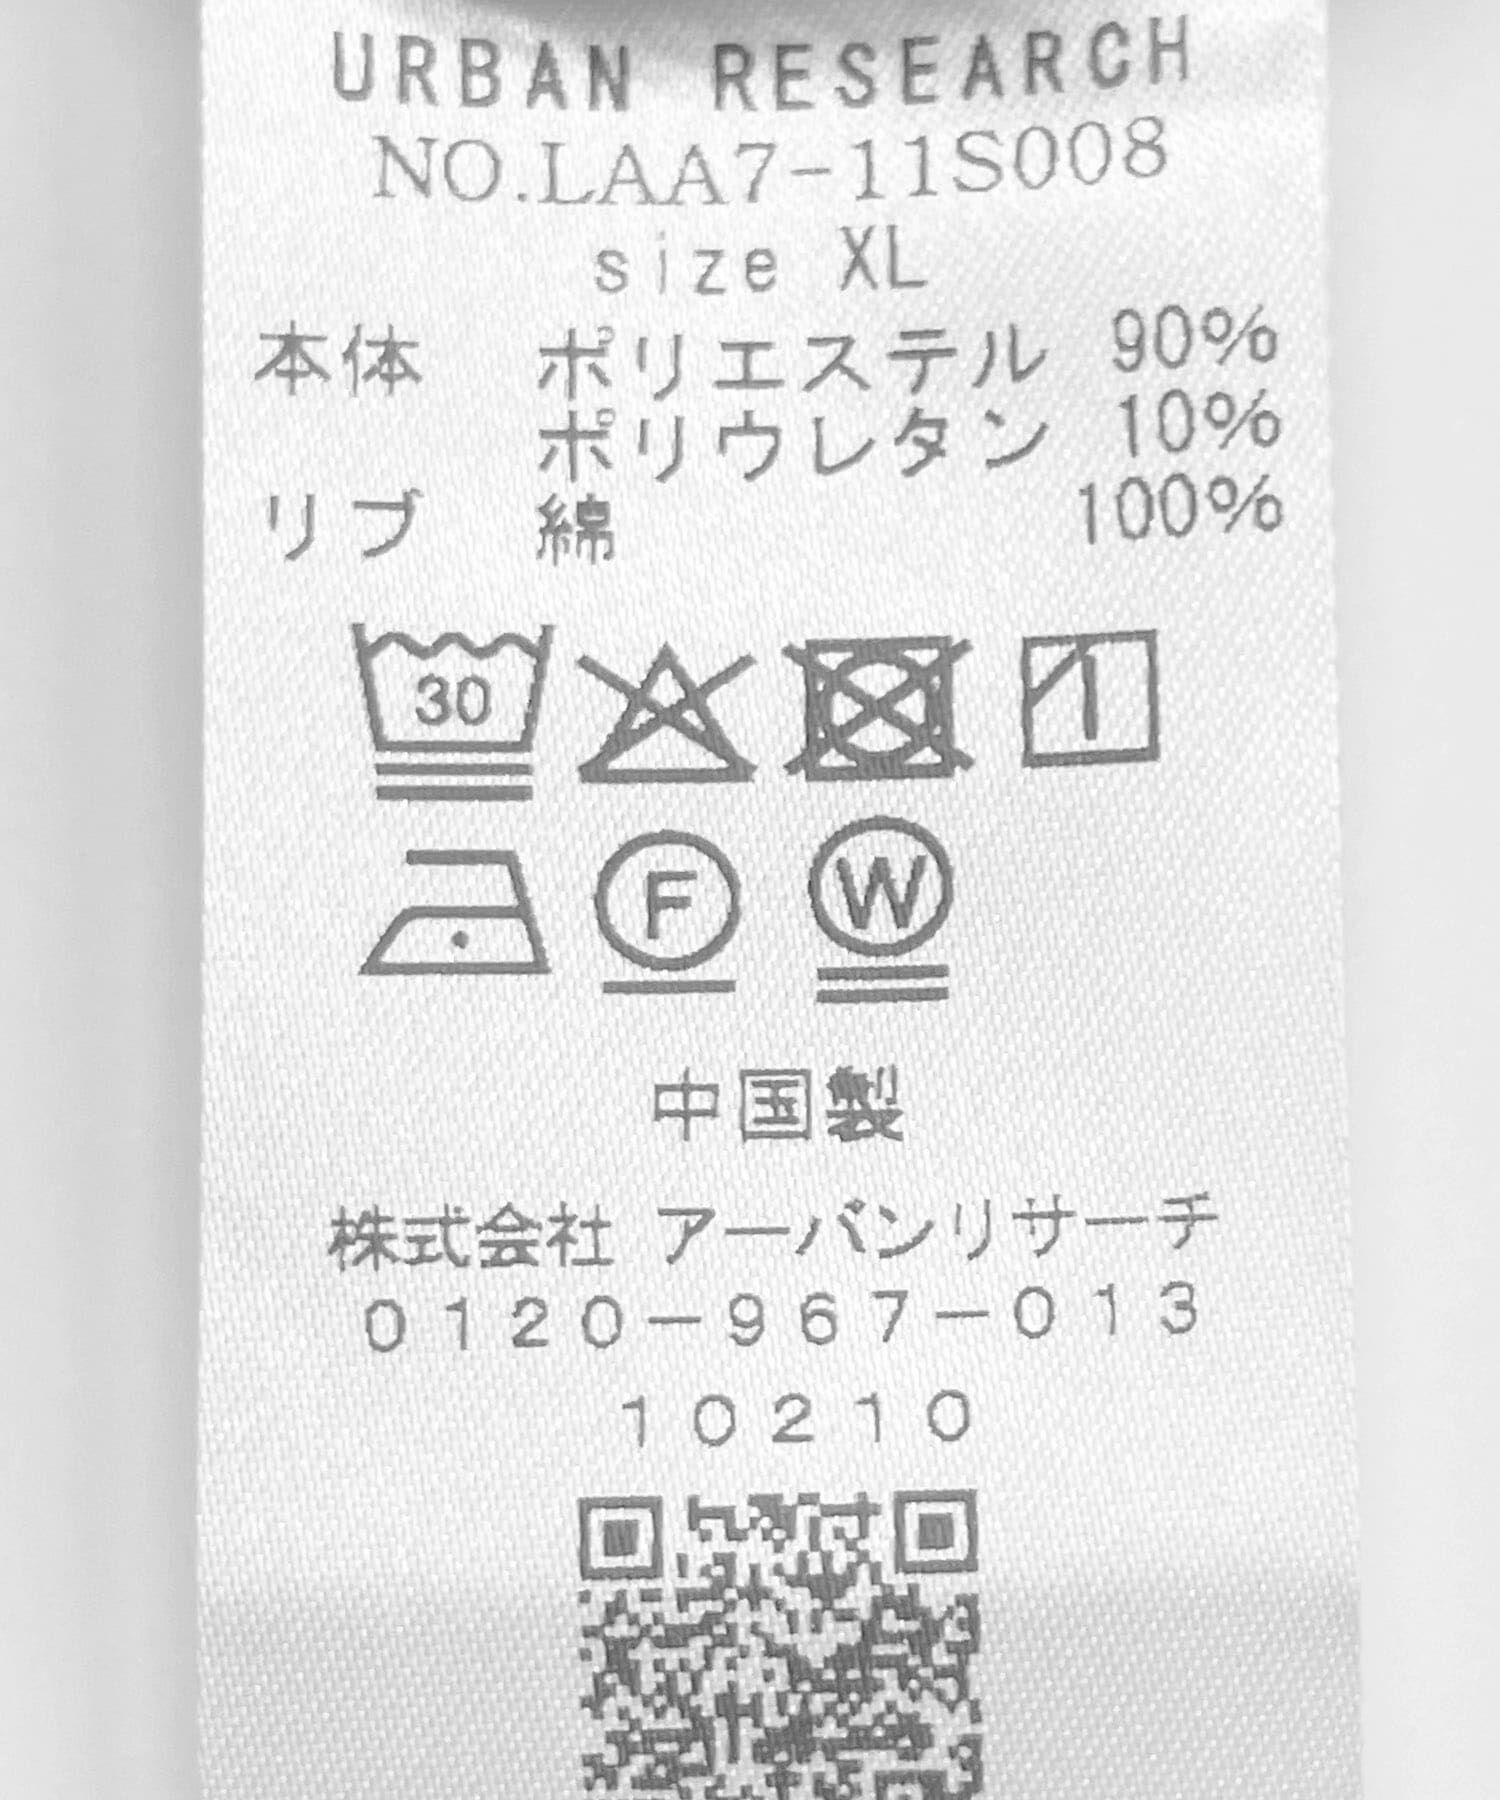 URBAN RESEARCH
NO.LAA7-11S008
size XL
本体 ポリエステル 90%
ポリウレタン 10%
リブ 綿 100%
30
F W
中国製
株式会社 アーバンリサーチ
0120-967-013
10210